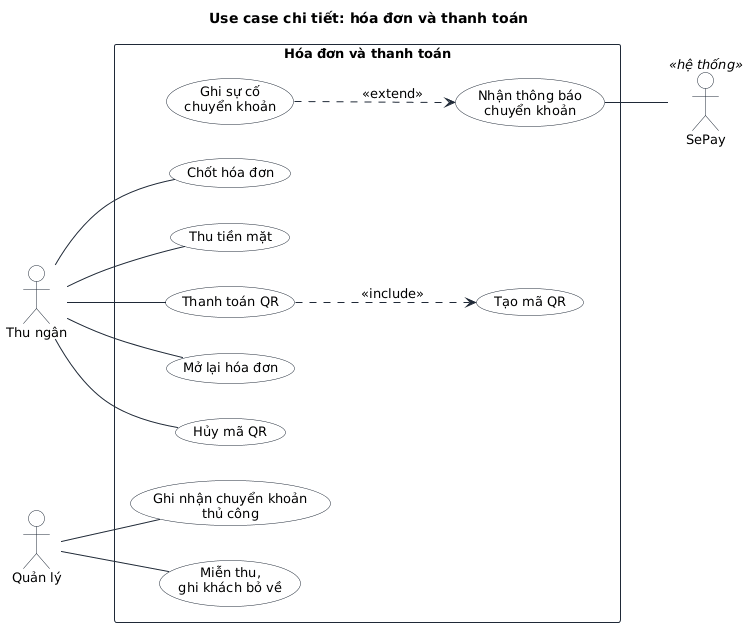 Use case chi tiết: hóa đơn và thanh toán
Hóa đơn và thanh toán
«hệ thống»
Ghi sự cố
chuyển khoản
«extend»
Nhận thông báo
chuyển khoản
SePay
Chốt hóa đơn
Thu tiền mặt
Thu ngân
Thanh toán QR
«include»
Tạo mã QR
Mở lại hóa đơn
Hủy mã QR
Ghi nhận chuyển khoản
thủ công
Quản lý
Miễn thu,
ghi khách bỏ về